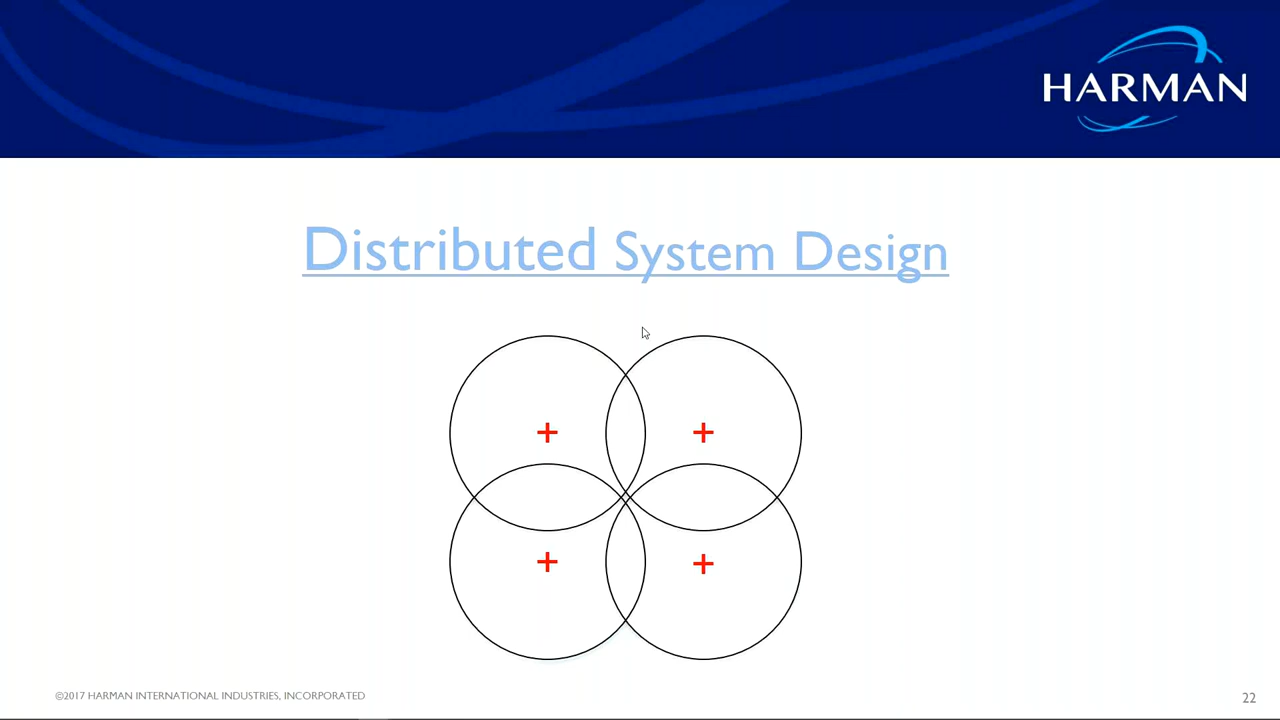 HARMAN
Distributed System Design
©2017 HARMAN INTERNATIONAL INDUSTRIES, INCORPORATED
22